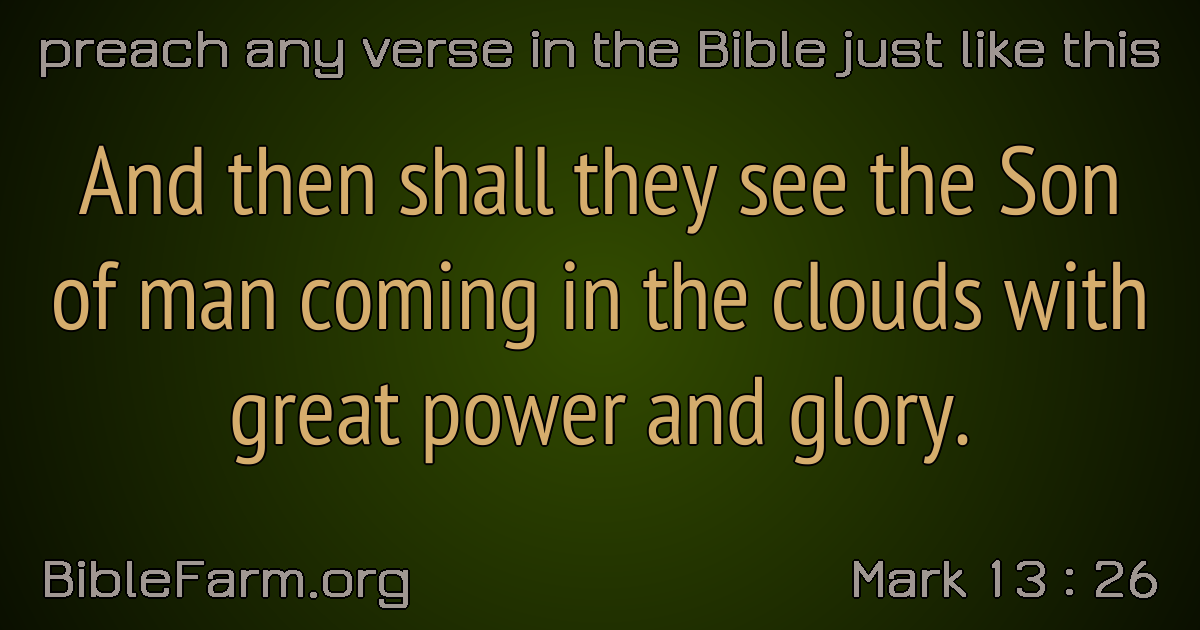 preach any verse in the Bible just like this
And then shall they see the Son
of man coming in the clouds with
great power and glory.
BibleFarm.org
Mark 13 : 26